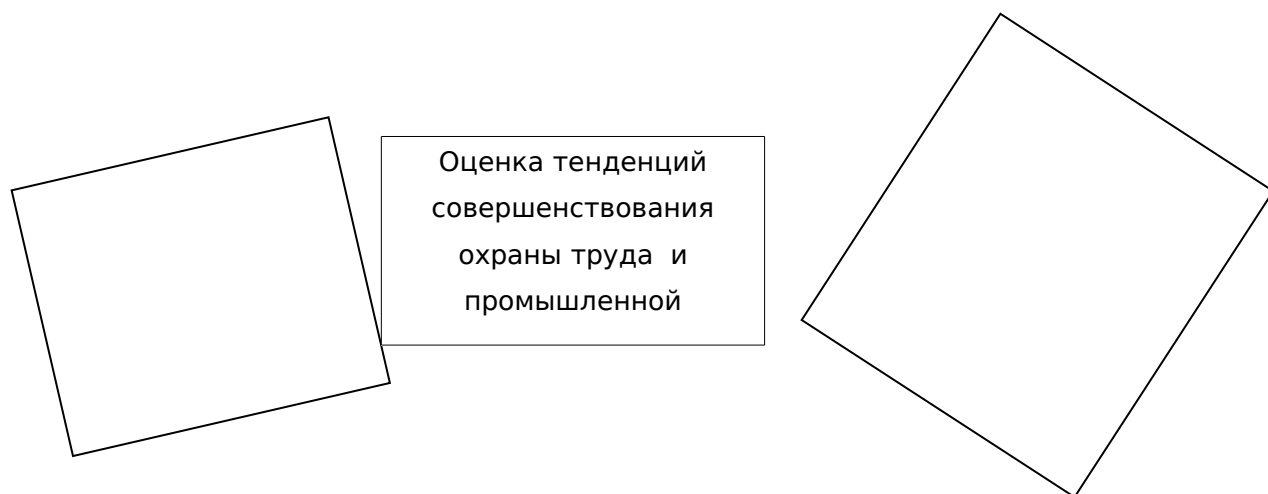 Оценка тенденций
совершенствования
охраны труда  и
промышленной